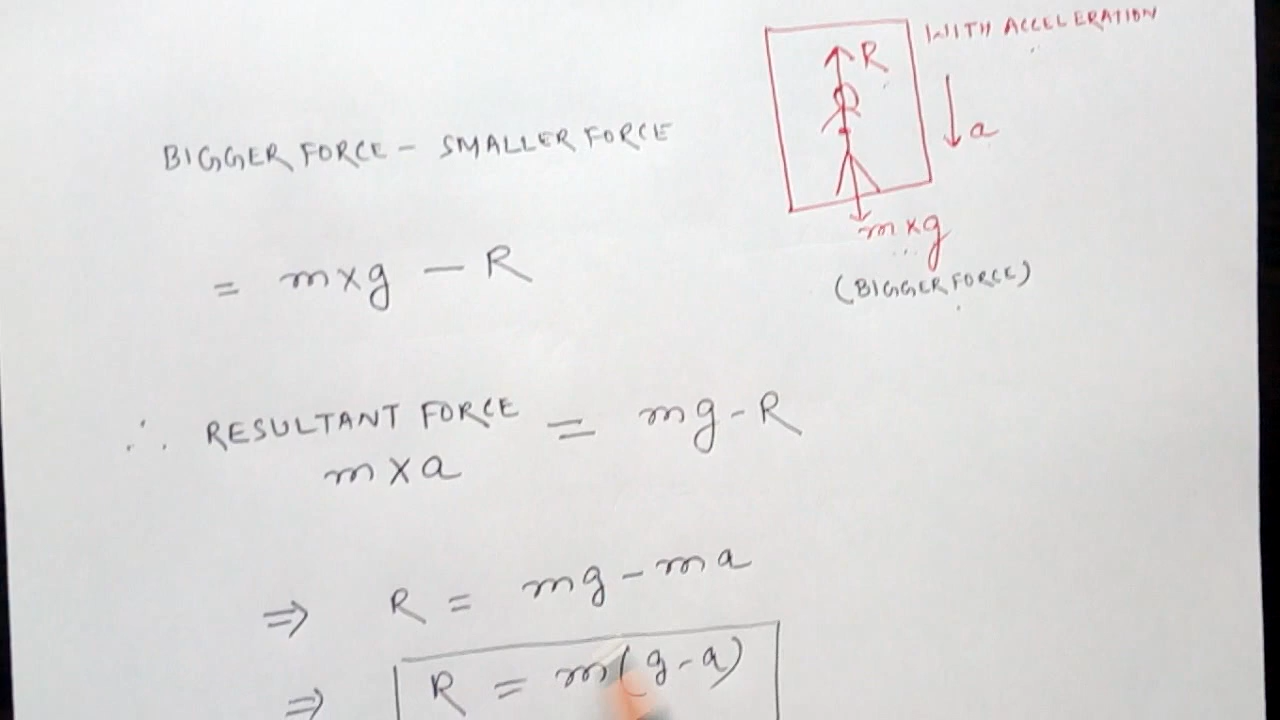 WITH ACCELERATION
R
a
m×g
(BIGGER FORCE)
BIGGER FORCE - SMALLER FORCE
= m×g - R
∴ RESULTANT FORCE = mg-R
m×a
⇒ R = mg-ma
⇒ R = m(g-a)